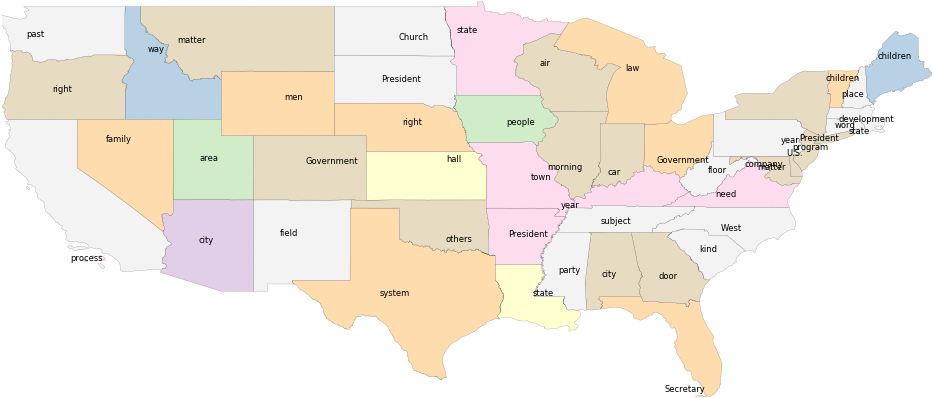 past
way
matter
Church
state
children
right
men
President
air
law
children
place
family
area
Government
right
people
hall
morning
town
car
Government
floor
word
development
state
President
program
year
U.S.
company
matter
need
year
city
field
others
President
subject
West
kind
process
system
state
party
city
door
Secretary